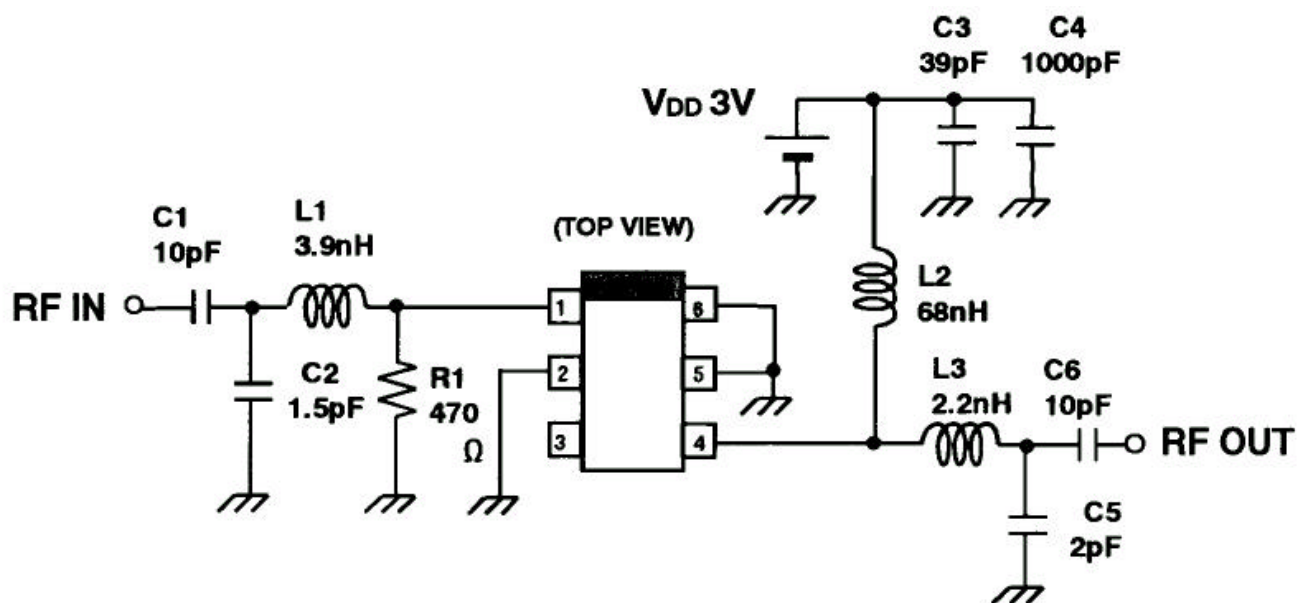 C3
39pF
C4
1000pF
VDD 3V
C1
10pF
L1
3.9nH
(TOP VIEW)
RF IN
1
6
L2
68nH
C2
1.5pF
R1
470
Ω
2
5
3
4
L3
2.2nH
C6
10pF
RF OUT
C5
2pF